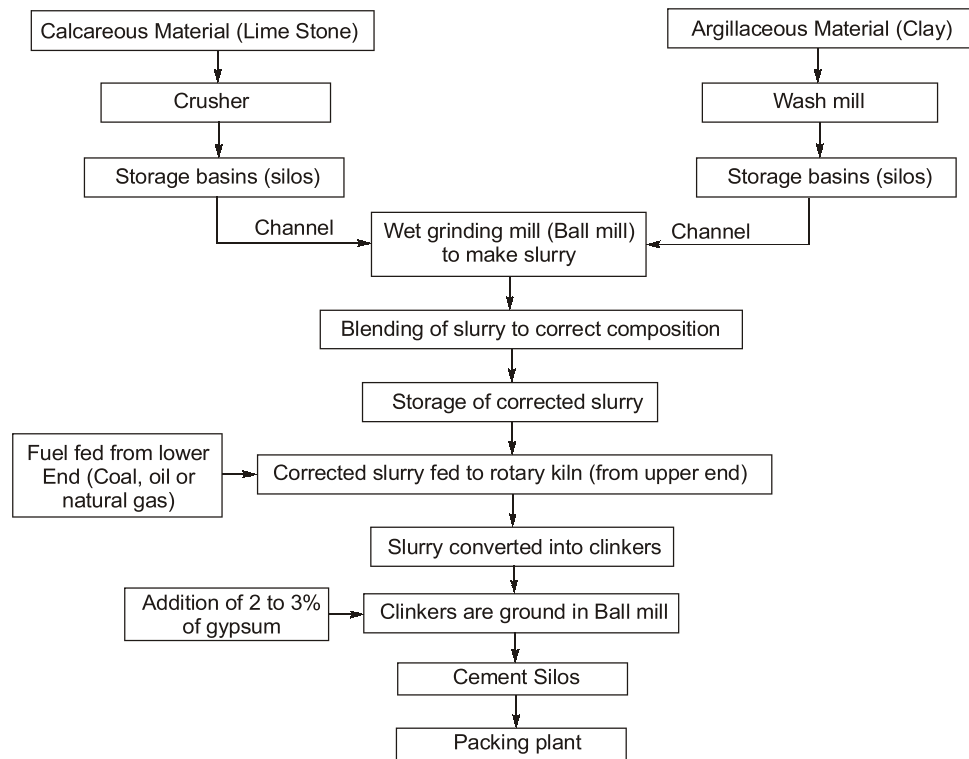 Calcareous Material (Lime Stone)
Argillaceous Material (Clay)
Crusher
Wash mill
Storage basins (silos)
Storage basins (silos)
Channel
Wet grinding mill (Ball mill)
to make slurry
Channel
Blending of slurry to correct composition
Storage of corrected slurry
Fuel fed from lower
End (Coal, oil or
natural gas)
Corrected slurry fed to rotary kiln (from upper end)
Slurry converted into clinkers
Addition of 2 to 3%
of gypsum
Clinkers are ground in Ball mill
Cement Silos
Packing plant